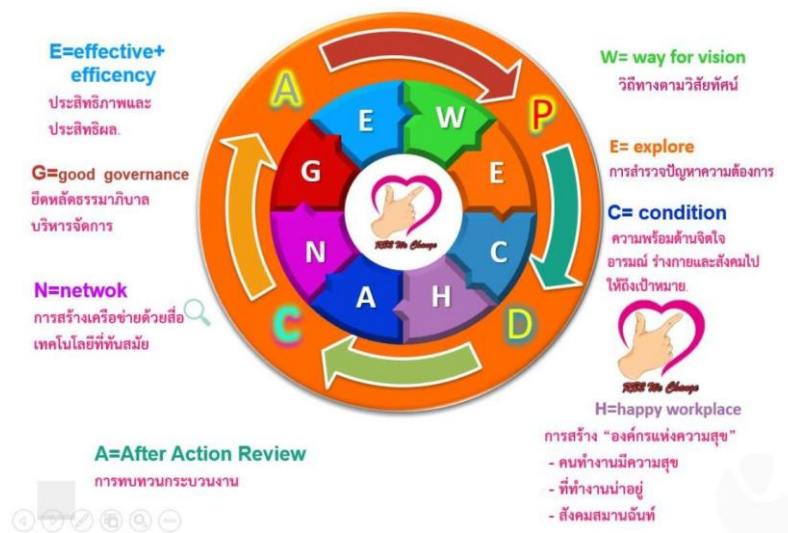 E=effective+
efficency
ประสิทธิภาพและ
ประสิทธิผล.
G=good governance
ยึดหลัดธรรมาภิบาล
บริหารจัดการ
N=netwok
การสร้างเครือข่ายด้วยสื่อ
เทคโนโลยีที่ทันสมัย
A=After Action Review
การทบทวนกระบวนงาน
A
P
D
C
E
W
E
C
H
A
N
G
RBS We Change
W= way for vision
วิถีทางตามวิสัยทัศน์
E= explore
การสำรวจปัญหาความต้องการ
C= condition
ความพร้อมด้านจิตใจ
อารมณ์ ร่างกายและสังคมไป
ให้ถึงเป้าหมาย.
RBS We Change
H=happy workplace
การสร้าง “องค์กรแห่งความสุข”
- คนทำงานมีความสุข
- ที่ทำงานน่าอยู่
- สังคมสมานฉันท์